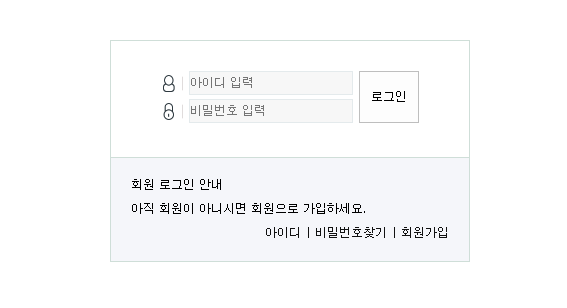 아이디 입력
비밀번호 입력
로그인
회원 로그인 안내
아직 회원이 아니시면 회원으로 가입하세요.
아이디 | 비밀번호찾기 | 회원가입